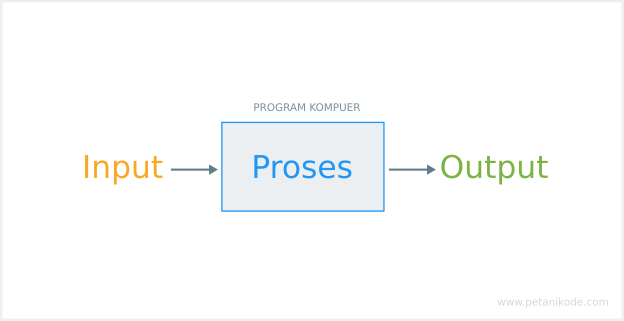 PROGRAM KOMPUER
Input
Proses
Output
www.petanikode.com